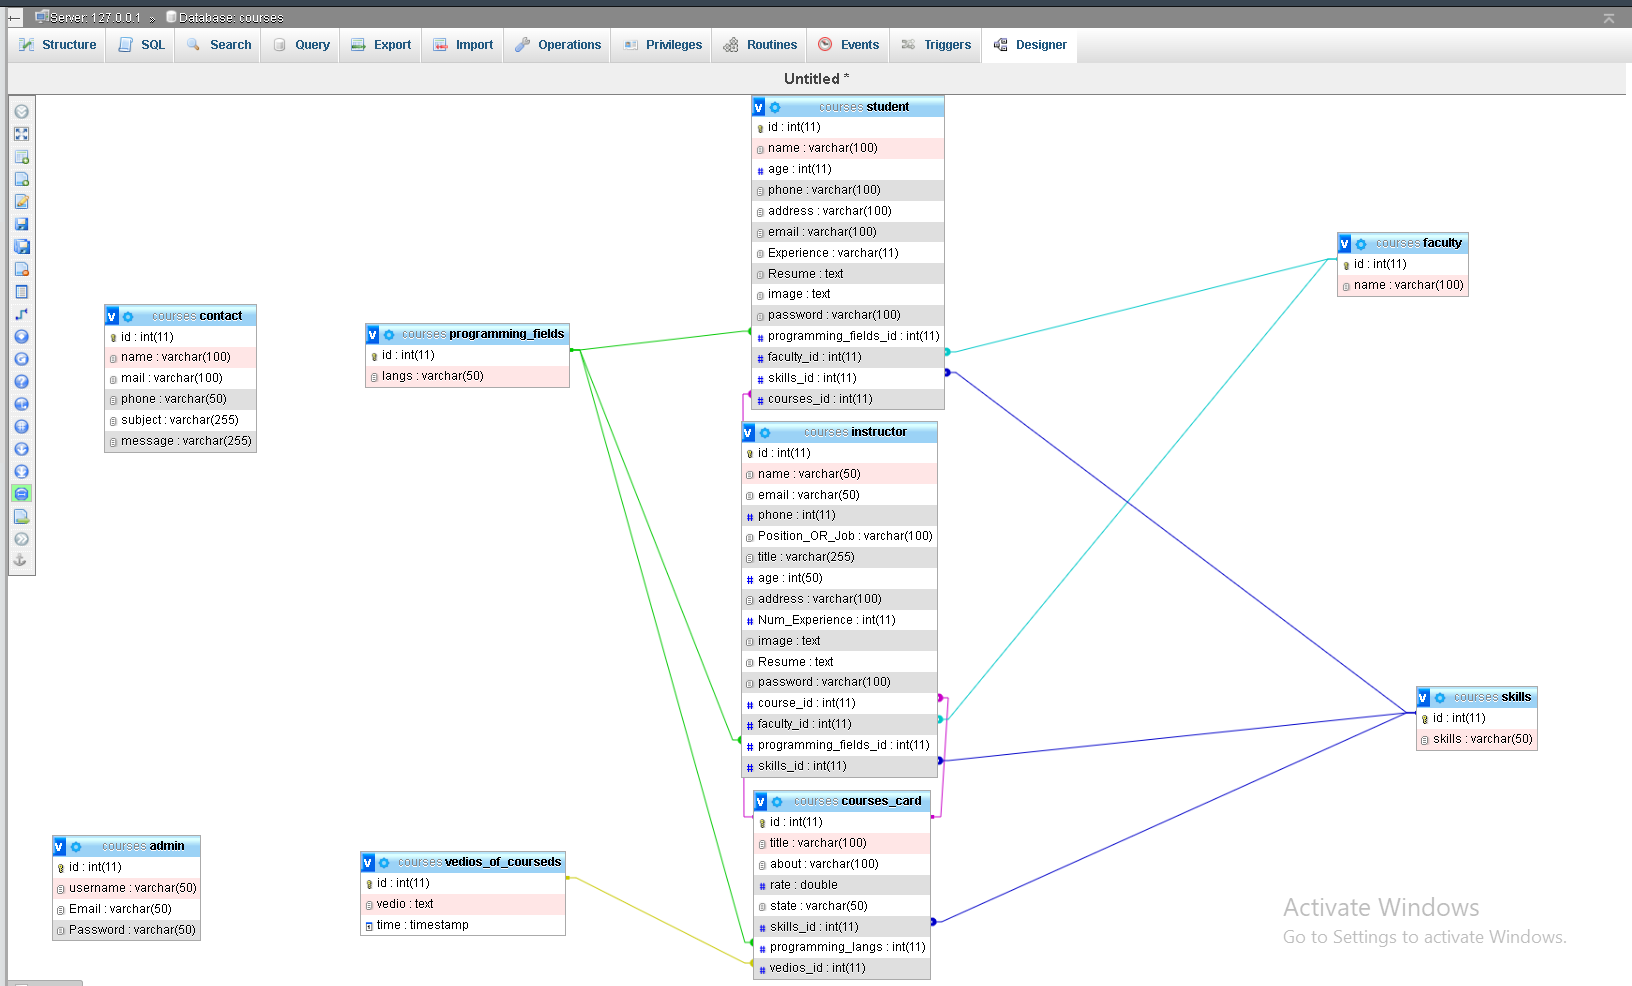 Server: 127.0.0.1 » Database: courses
Structure SQL Search Query Export Import Operations Privileges Routines Events Triggers Designer
Untitled *
courses student
id : int(11)
name : varchar(100)
age : int(11)
phone : varchar(100)
address : varchar(100)
email : varchar(100)
Experience : varchar(11)
Resume : text
image : text
password : varchar(100)
programming_fields_id : int(11)
faculty_id : int(11)
skills_id : int(11)
courses_id : int(11)
courses faculty
id : int(11)
name : varchar(100)
courses contact
id : int(11)
name : varchar(100)
mail : varchar(100)
phone : varchar(50)
subject : varchar(255)
message : varchar(255)
courses programming_fields
id : int(11)
langs : varchar(50)
courses instructor
id : int(11)
name : varchar(50)
email : varchar(50)
phone : int(11)
Position_OR_Job : varchar(100)
title : varchar(255)
age : int(50)
address : varchar(100)
Num_Experience : int(11)
image : text
Resume : text
password : varchar(100)
course_id : int(11)
faculty_id : int(11)
programming_fields_id : int(11)
skills_id : int(11)
courses skills
id : int(11)
skills : varchar(50)
courses courses_card
id : int(11)
title : varchar(100)
about : varchar(100)
rate : double
state : varchar(50)
skills_id : int(11)
programming_langs : int(11)
vedios_id : int(11)
courses admin
id : int(11)
username : varchar(50)
Email : varchar(50)
Password : varchar(50)
courses vedios_of_courseds
id : int(11)
vedio : text
time : timestamp
Activate Windows
Go to Settings to activate Windows.